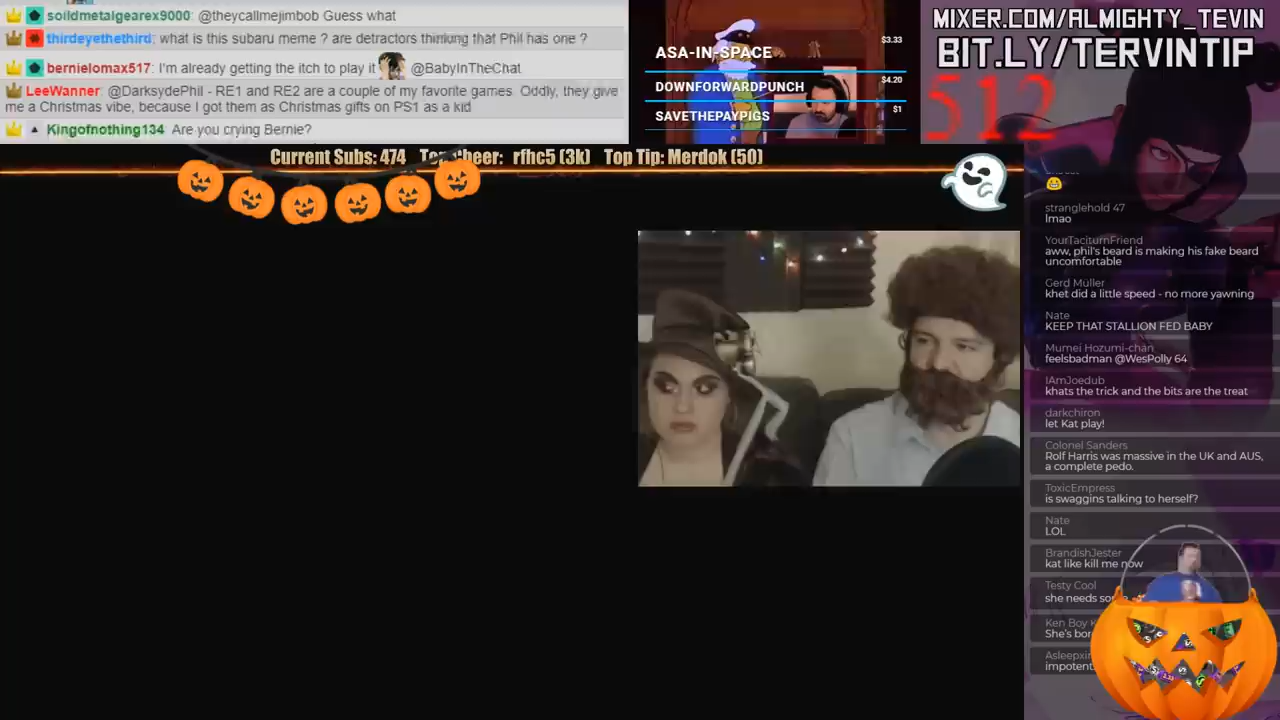 solidmetalgearex9000: @theycallmejimbob Guess what
thirdeyethethird: what is this subaru mem ? are detractors thinking that Phil has one ?
bernielomax517: I'm already getting the itch to play it @BabyInTheChat
LeeWanner: @DarksydePhil - RE1 and RE2 are a couple of my favorite games. Oddly, they give
me a Christmas vibe, because I got them as Christmas gifts on PS1 as a kid
Kingofnothing134 Are you crying Bernie?
ASA-IN-SPACE $3.33
DOWNFORWARDPUNCH $4.20
SAVETHEPAYPIGS $1
MIXER.COM/ALMIGHTY_TEVIN
BIT.LY/TERVINTIP
512
Current Subs: 474 Top Cheer: rfhc5 (3k) Top Tip: Merdok (50)
stranglehold 47
lmao
YourTaciturnFriend
aww, phil's beard is making his fake beard
uncomfortable
Gerd Müller
khet did a little speed - no more yawning
Nate
KEEP THAT STALLION FED BABY
Mumei Hozumi-chan
feelsbadman @WesPolly 64
IAmJoedub
khats the trick and the bits are the treat
darkchiron
let Kat play!
Colonel Sanders
Rolf Harris was massive in the UK and AUS,
a complete pedo.
ToxicEmpress
is swaggins talking to herself?
Nate
LOL
BrandishJester
kat like kill me now
Testy Cool
she needs
Ken Boy
She's
impotent